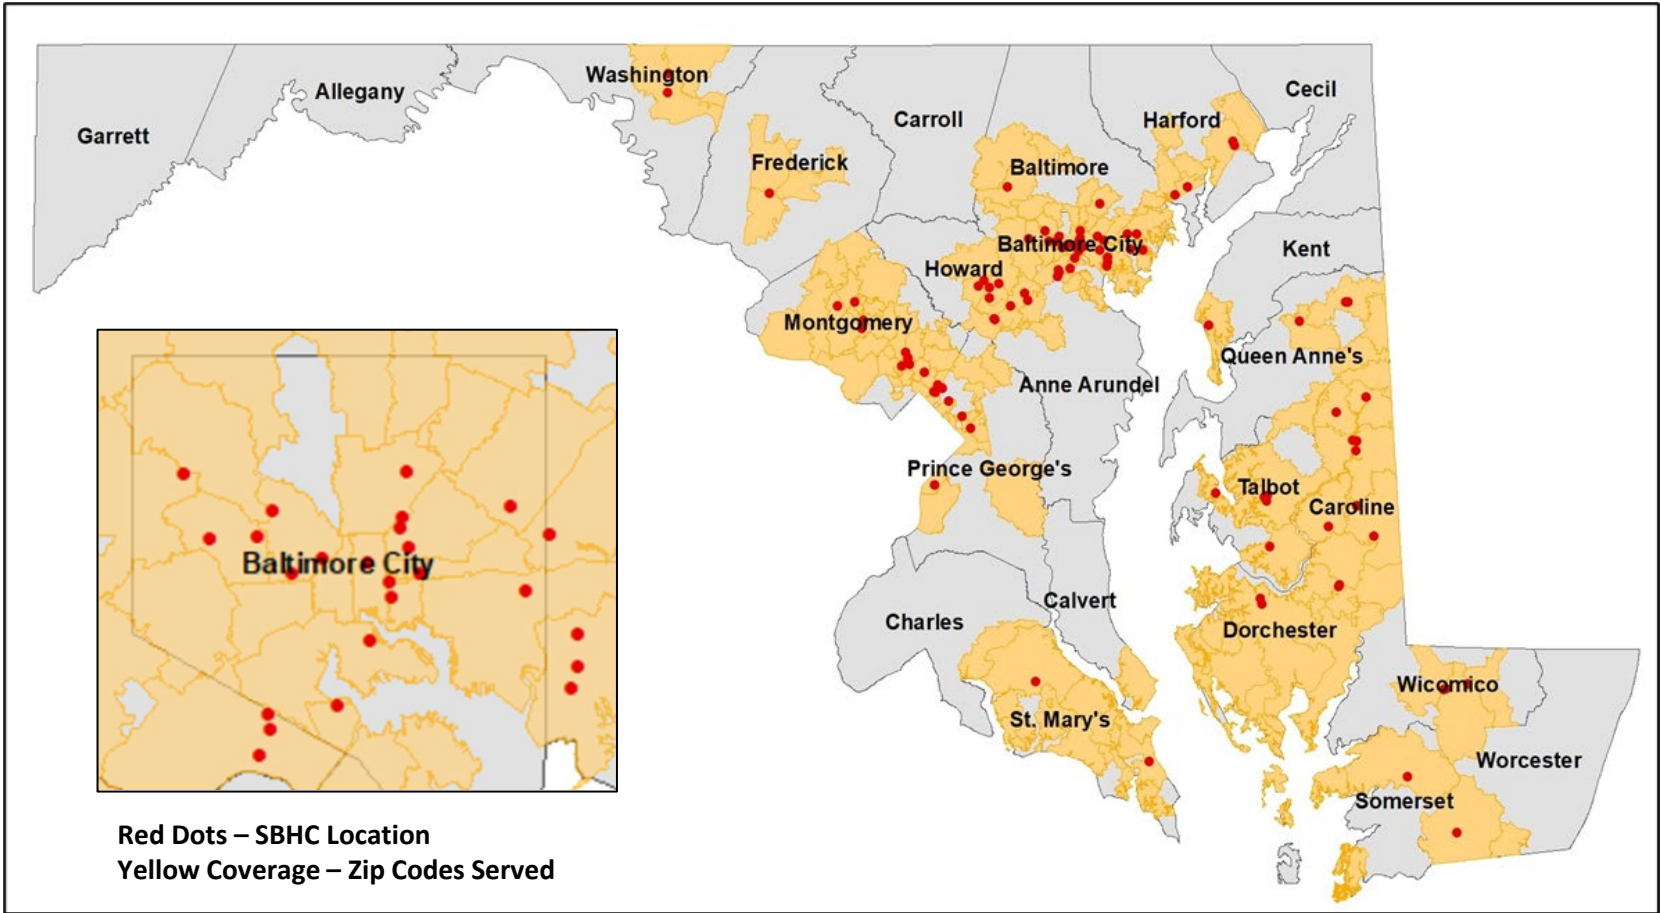 Garrett
Allegany
Washington
Frederick
Carroll
Baltimore
Harford
Cecil
Baltimore City
Howard
Kent
Montgomery
Queen Anne's
Anne Arundel
Prince George's
Talbot
Caroline
Charles
Calvert
Dorchester
St. Mary's
Wicomico
Worcester
Somerset
Baltimore City
Red Dots – SBHC Location
Yellow Coverage – Zip Codes Served